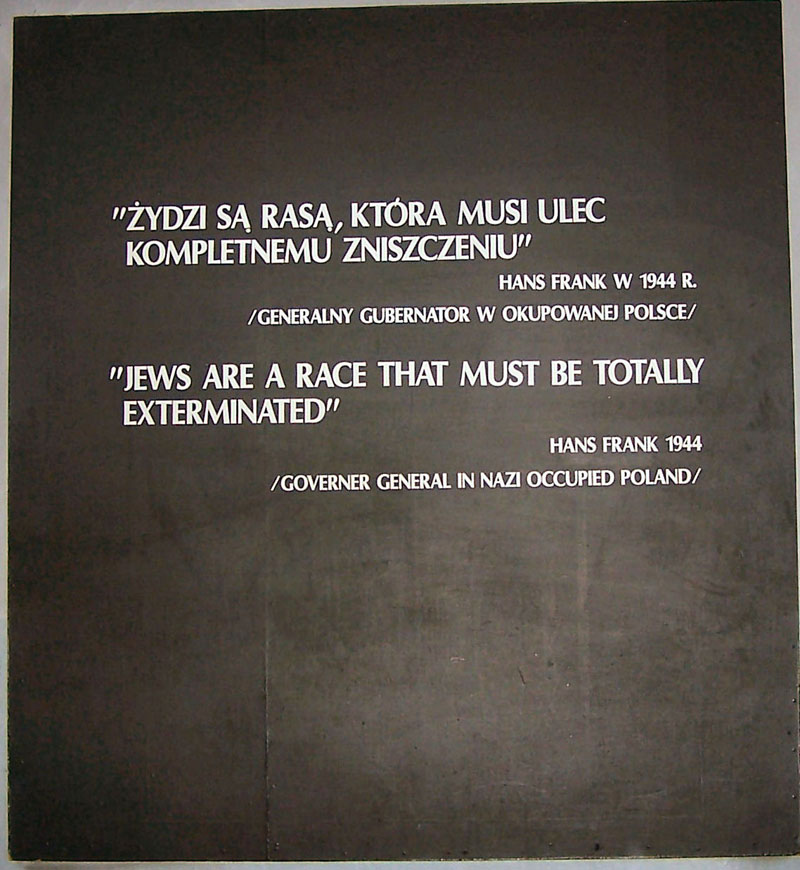 "ŻYDZI SĄ RASĄ, KTÓRA MUSI ULEC
KOMPLETNEMU ZNISZCZENIU"
HANS FRANK W 1944 R.
/GENERALNY GUBERNATOR W OKUPOWANEJ POLSCE/
"JEWS ARE A RACE THAT MUST BE TOTALLY
EXTERMINATED"
HANS FRANK 1944
/GOVERNER GENERAL IN NAZI OCCUPIED POLAND/